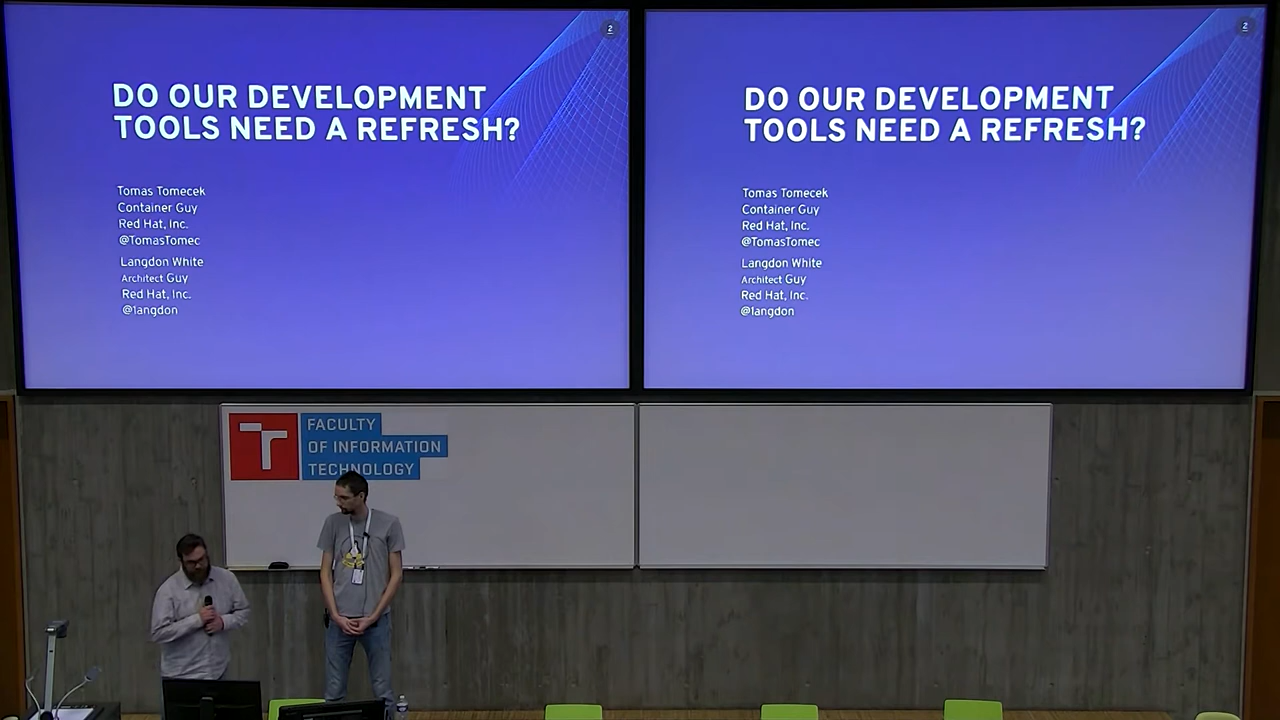 2
DO OUR DEVELOPMENT
TOOLS NEED A REFRESH?
Tomas Tomecek
Container Guy
Red Hat, Inc.
@TomasTomec
Langdon White
Architect Guy
Red Hat, Inc.
@1angdon
2
DO OUR DEVELOPMENT
TOOLS NEED A REFRESH?
Tomas Tomecek
Container Guy
Red Hat, Inc.
@TomasTomec
Langdon White
Architect Guy
Red Hat, Inc.
@1angdon
FACULTY
OF INFORMATION
TECHNOLOGY